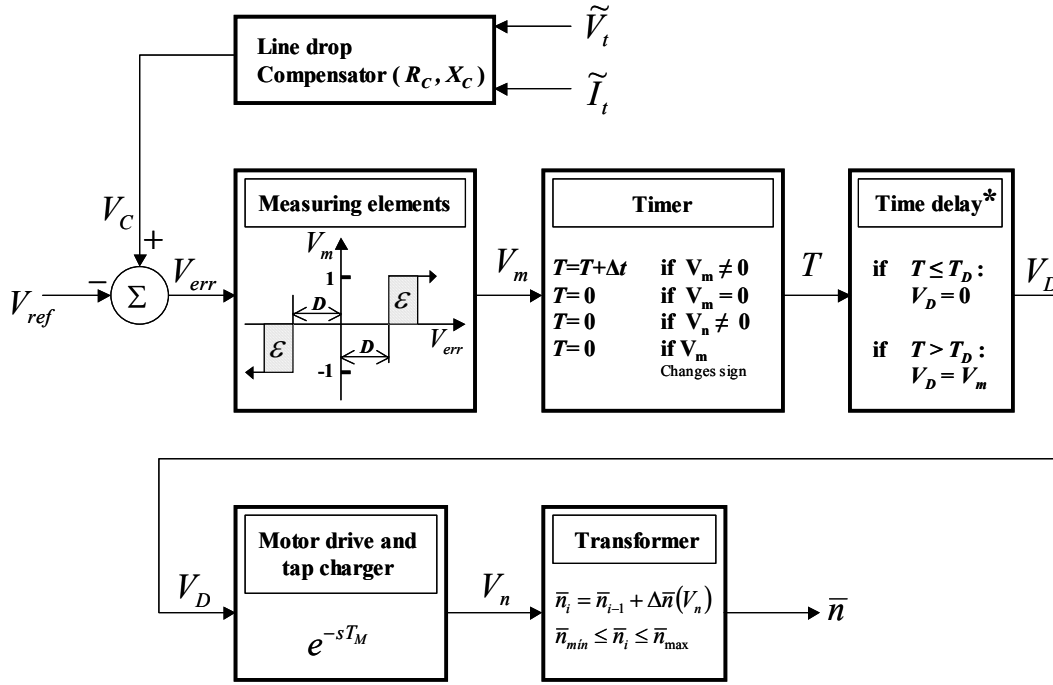 Line drop
Compensator ( R_C , X_C )
Ṽ_t
Ĩ_t
V_C
+
−
V_ref
Σ
V_err
Measuring elements
V_m
1
D
ε
ε
D
V_err
-1
V_m
Timer
T=T+Δt if V_m ≠ 0
T= 0 if V_m = 0
T= 0 if V_n ≠ 0
T= 0 if V_m
Changes sign
T
Time delay*
if T ≤ T_D :
V_D = 0
if T > T_D :
V_D = V_m
V_D
V_D
Motor drive and
tap charger
e^{-sT_M}
V_n
Transformer
n̅_i = n̅_{i-1} + Δn̅(V_n)
n̅_min ≤ n̅_i ≤ n̅_max
n̅